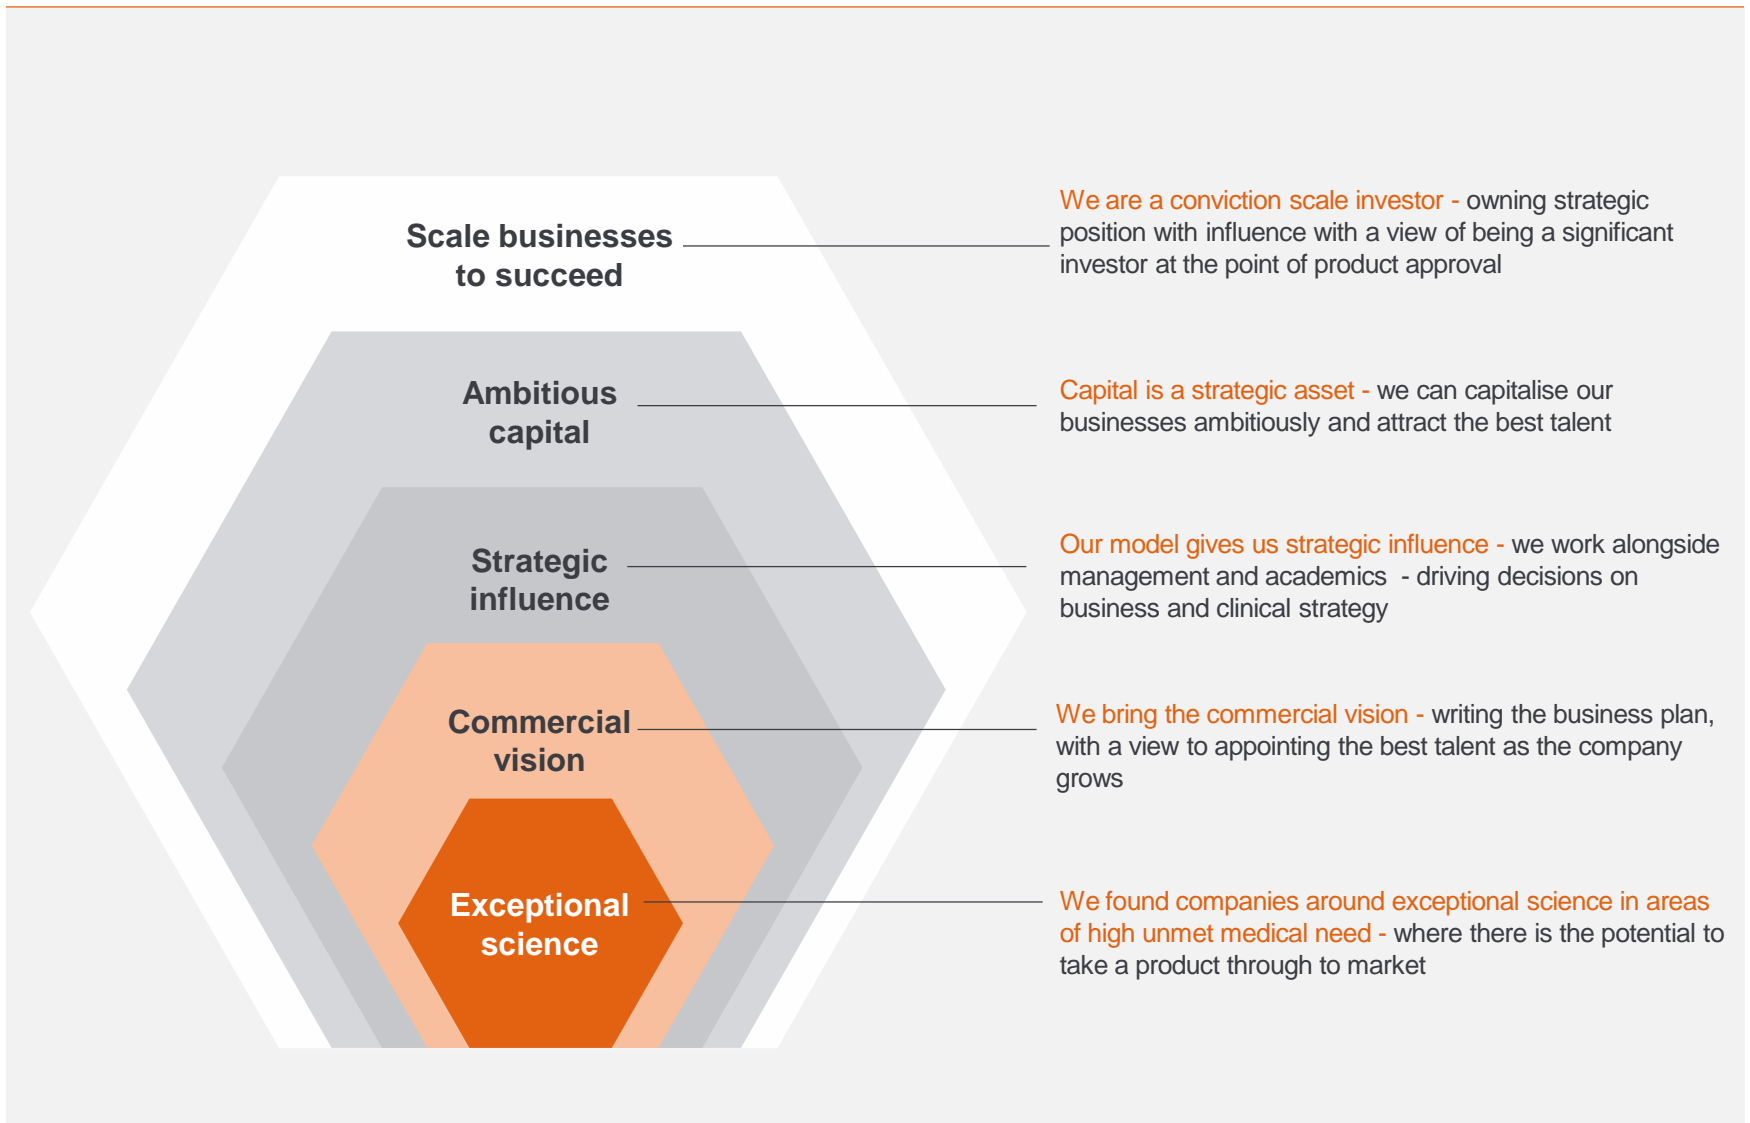 Scale businesses
to succeed
We are a conviction scale investor - owning strategic
position with influence with a view of being a significant
investor at the point of product approval
Ambitious
capital
Capital is a strategic asset - we can capitalise our
businesses ambitiously and attract the best talent
Strategic
influence
Our model gives us strategic influence - we work alongside
management and academics  - driving decisions on
business and clinical strategy
Commercial
vision
We bring the commercial vision - writing the business plan,
with a view to appointing the best talent as the company
grows
Exceptional
science
We found companies around exceptional science in areas
of high unmet medical need - where there is the potential to
take a product through to market